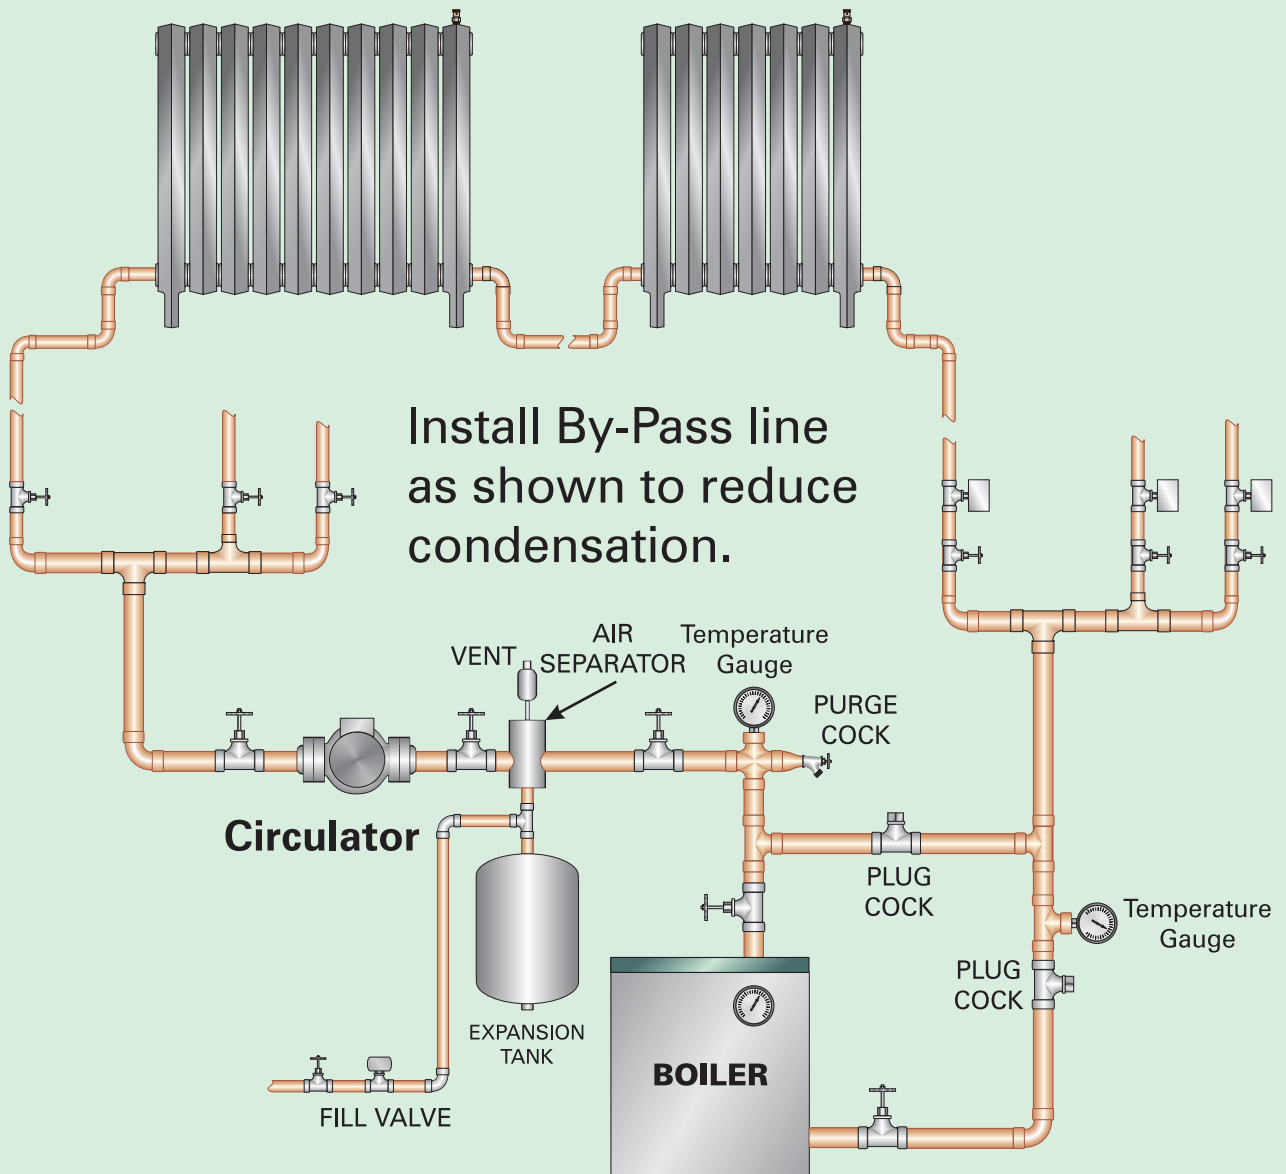 Install By-Pass line
as shown to reduce
condensation.
VENT
AIR
SEPARATOR
Temperature
Gauge
PURGE
COCK
Circulator
PLUG
COCK
Temperature
Gauge
PLUG
COCK
EXPANSION
TANK
BOILER
FILL VALVE